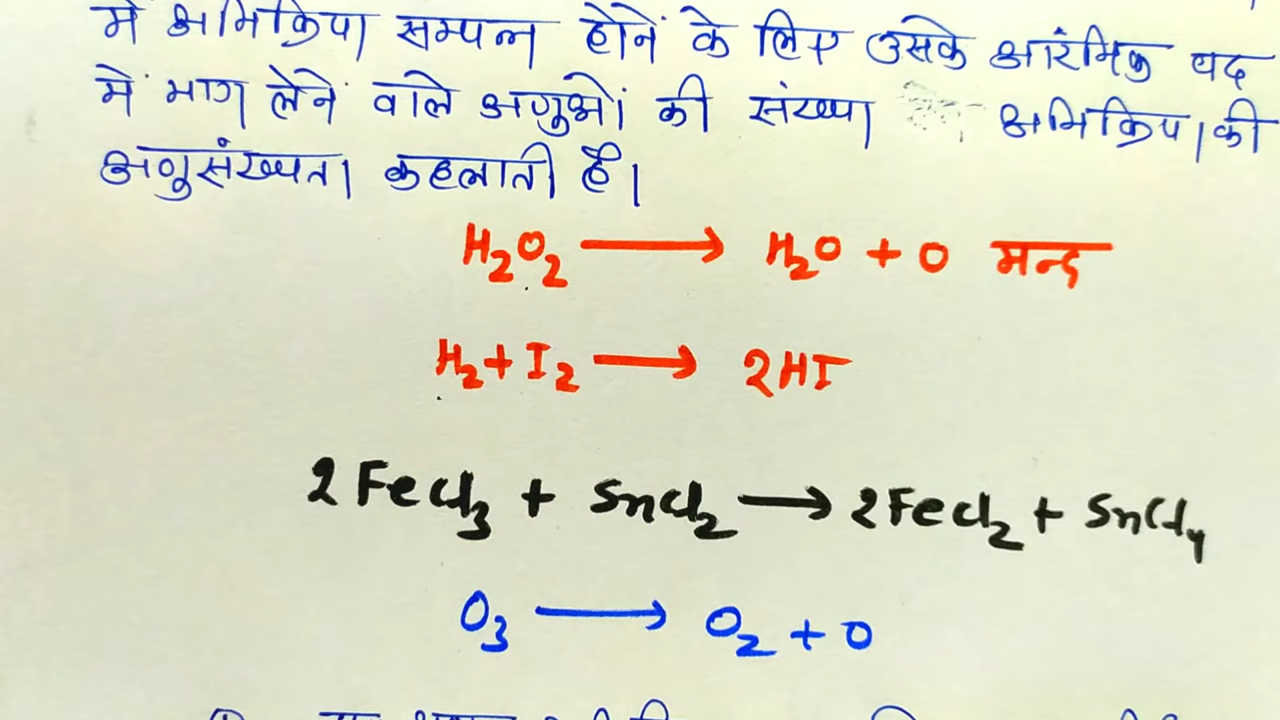 में अभिक्रिया सम्पन्न होने के लिए उसके आरंभिक पद
में भाग लेने वाले अणुओं की संख्या अभिक्रिया की
अणुसंख्यता कहलाती है।
H₂O₂ ⟶ H₂O + O मन्द
H₂ + I₂ ⟶ 2HI
2FeCl₃ + SnCl₂ ⟶ 2FeCl₂ + SnCl₄
O₃ ⟶ O₂ + O